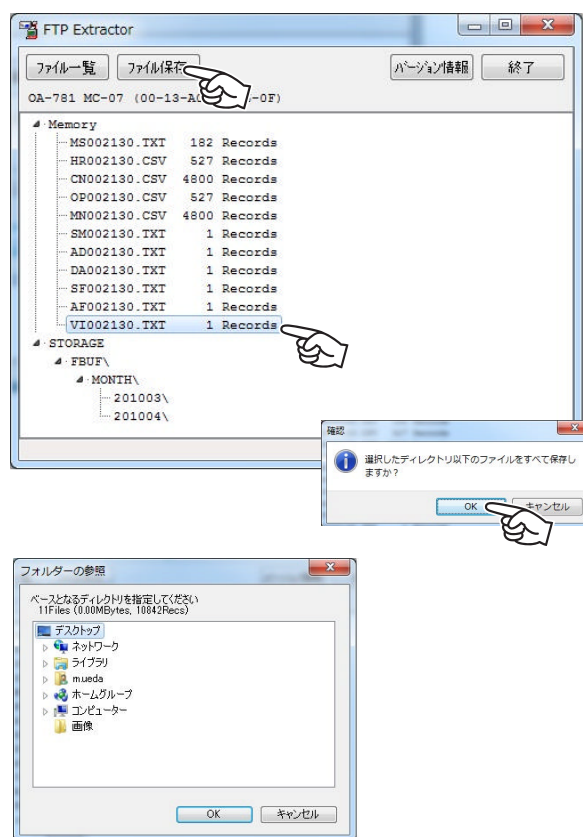 FTP Extractor
ファイル一覧 ファイル保存 バージョン情報 終了
OA-781 MC-07 (00-13-A0 -0F)
Memory
MS002130.TXT 182 Records
HR002130.CSV 527 Records
CN002130.CSV 4800 Records
OP002130.CSV 527 Records
MN002130.CSV 4800 Records
SM002130.TXT 1 Records
AD002130.TXT 1 Records
DA002130.TXT 1 Records
SF002130.TXT 1 Records
AF002130.TXT 1 Records
VI002130.TXT 1 Records
STORAGE
FBUF\
MONTH\
201003\
201004\
確認
選択したディレクトリ以下のファイルをすべて保存し
ますか?
OK キャンセル
フォルダーの参照
ベースとなるディレクトリを指定してください
11Files (0.00MBytes, 10842Recs)
デスクトップ
ネットワーク
ライブラリ
m.ueda
ホームグループ
コンピューター
画像
OK キャンセル